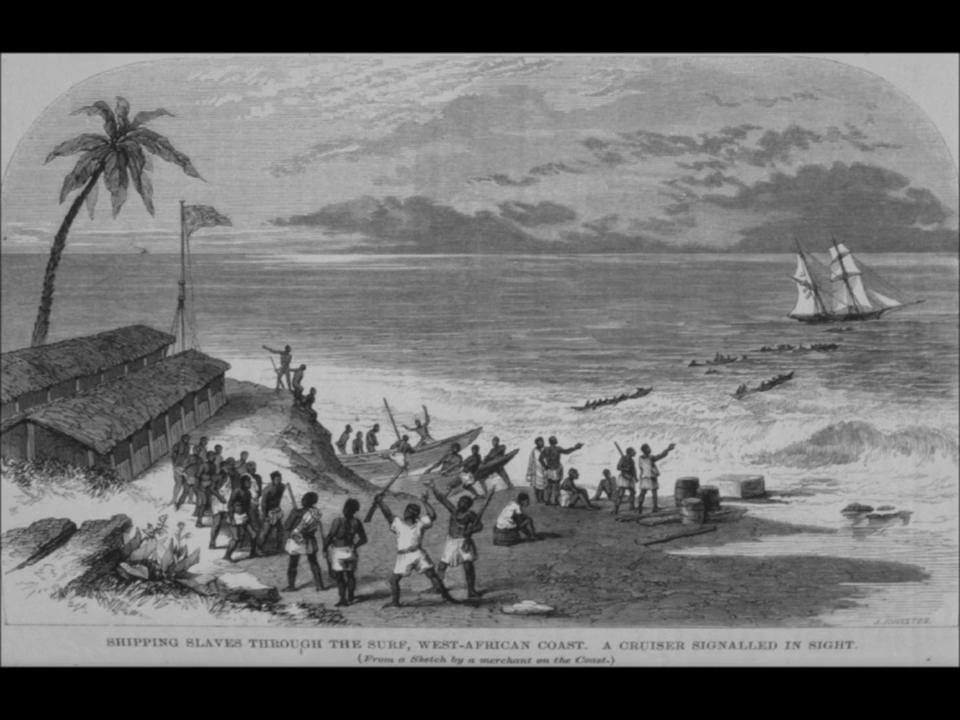 SHIPPING SLAVES THROUGH THE SURF, WEST-AFRICAN COAST. A CRUISER SIGNALLED IN SIGHT.
(From a Sketch by a merchant on the Coast.)